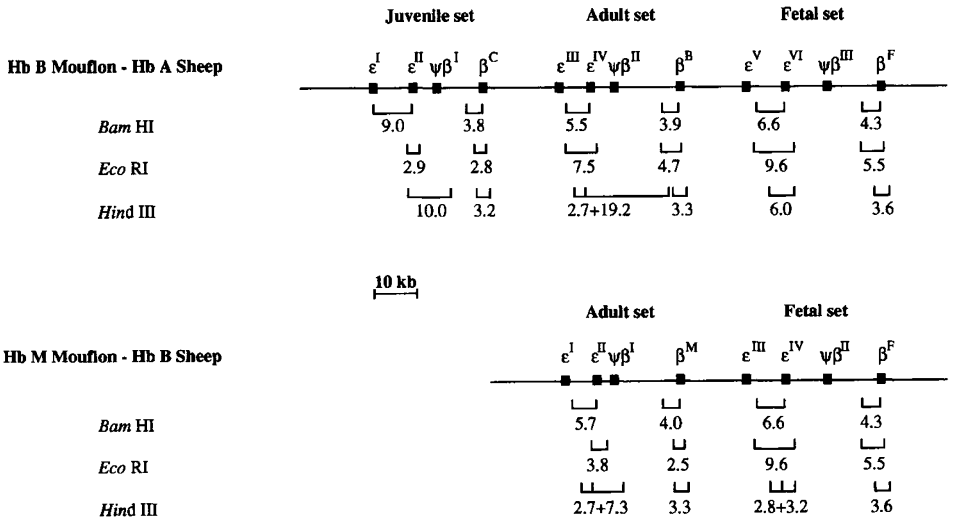 Juvenile set Adult set Fetal set
Hb B Mouflon - Hb A Sheep ε^I ε^II ψβ^I β^C ε^III ε^IV ψβ^II β^B ε^V ε^VI ψβ^III β^F
Bam HI 9.0 3.8 5.5 3.9 6.6 4.3
Eco RI 2.9 2.8 7.5 4.7 9.6 5.5
Hind III 10.0 3.2 2.7+19.2 3.3 6.0 3.6
10 kb
Adult set Fetal set
Hb M Mouflon - Hb B Sheep ε^I ε^II ψβ^I β^M ε^III ε^IV ψβ^II β^F
Bam HI 5.7 4.0 6.6 4.3
Eco RI 3.8 2.5 9.6 5.5
Hind III 2.7+7.3 3.3 2.8+3.2 3.6